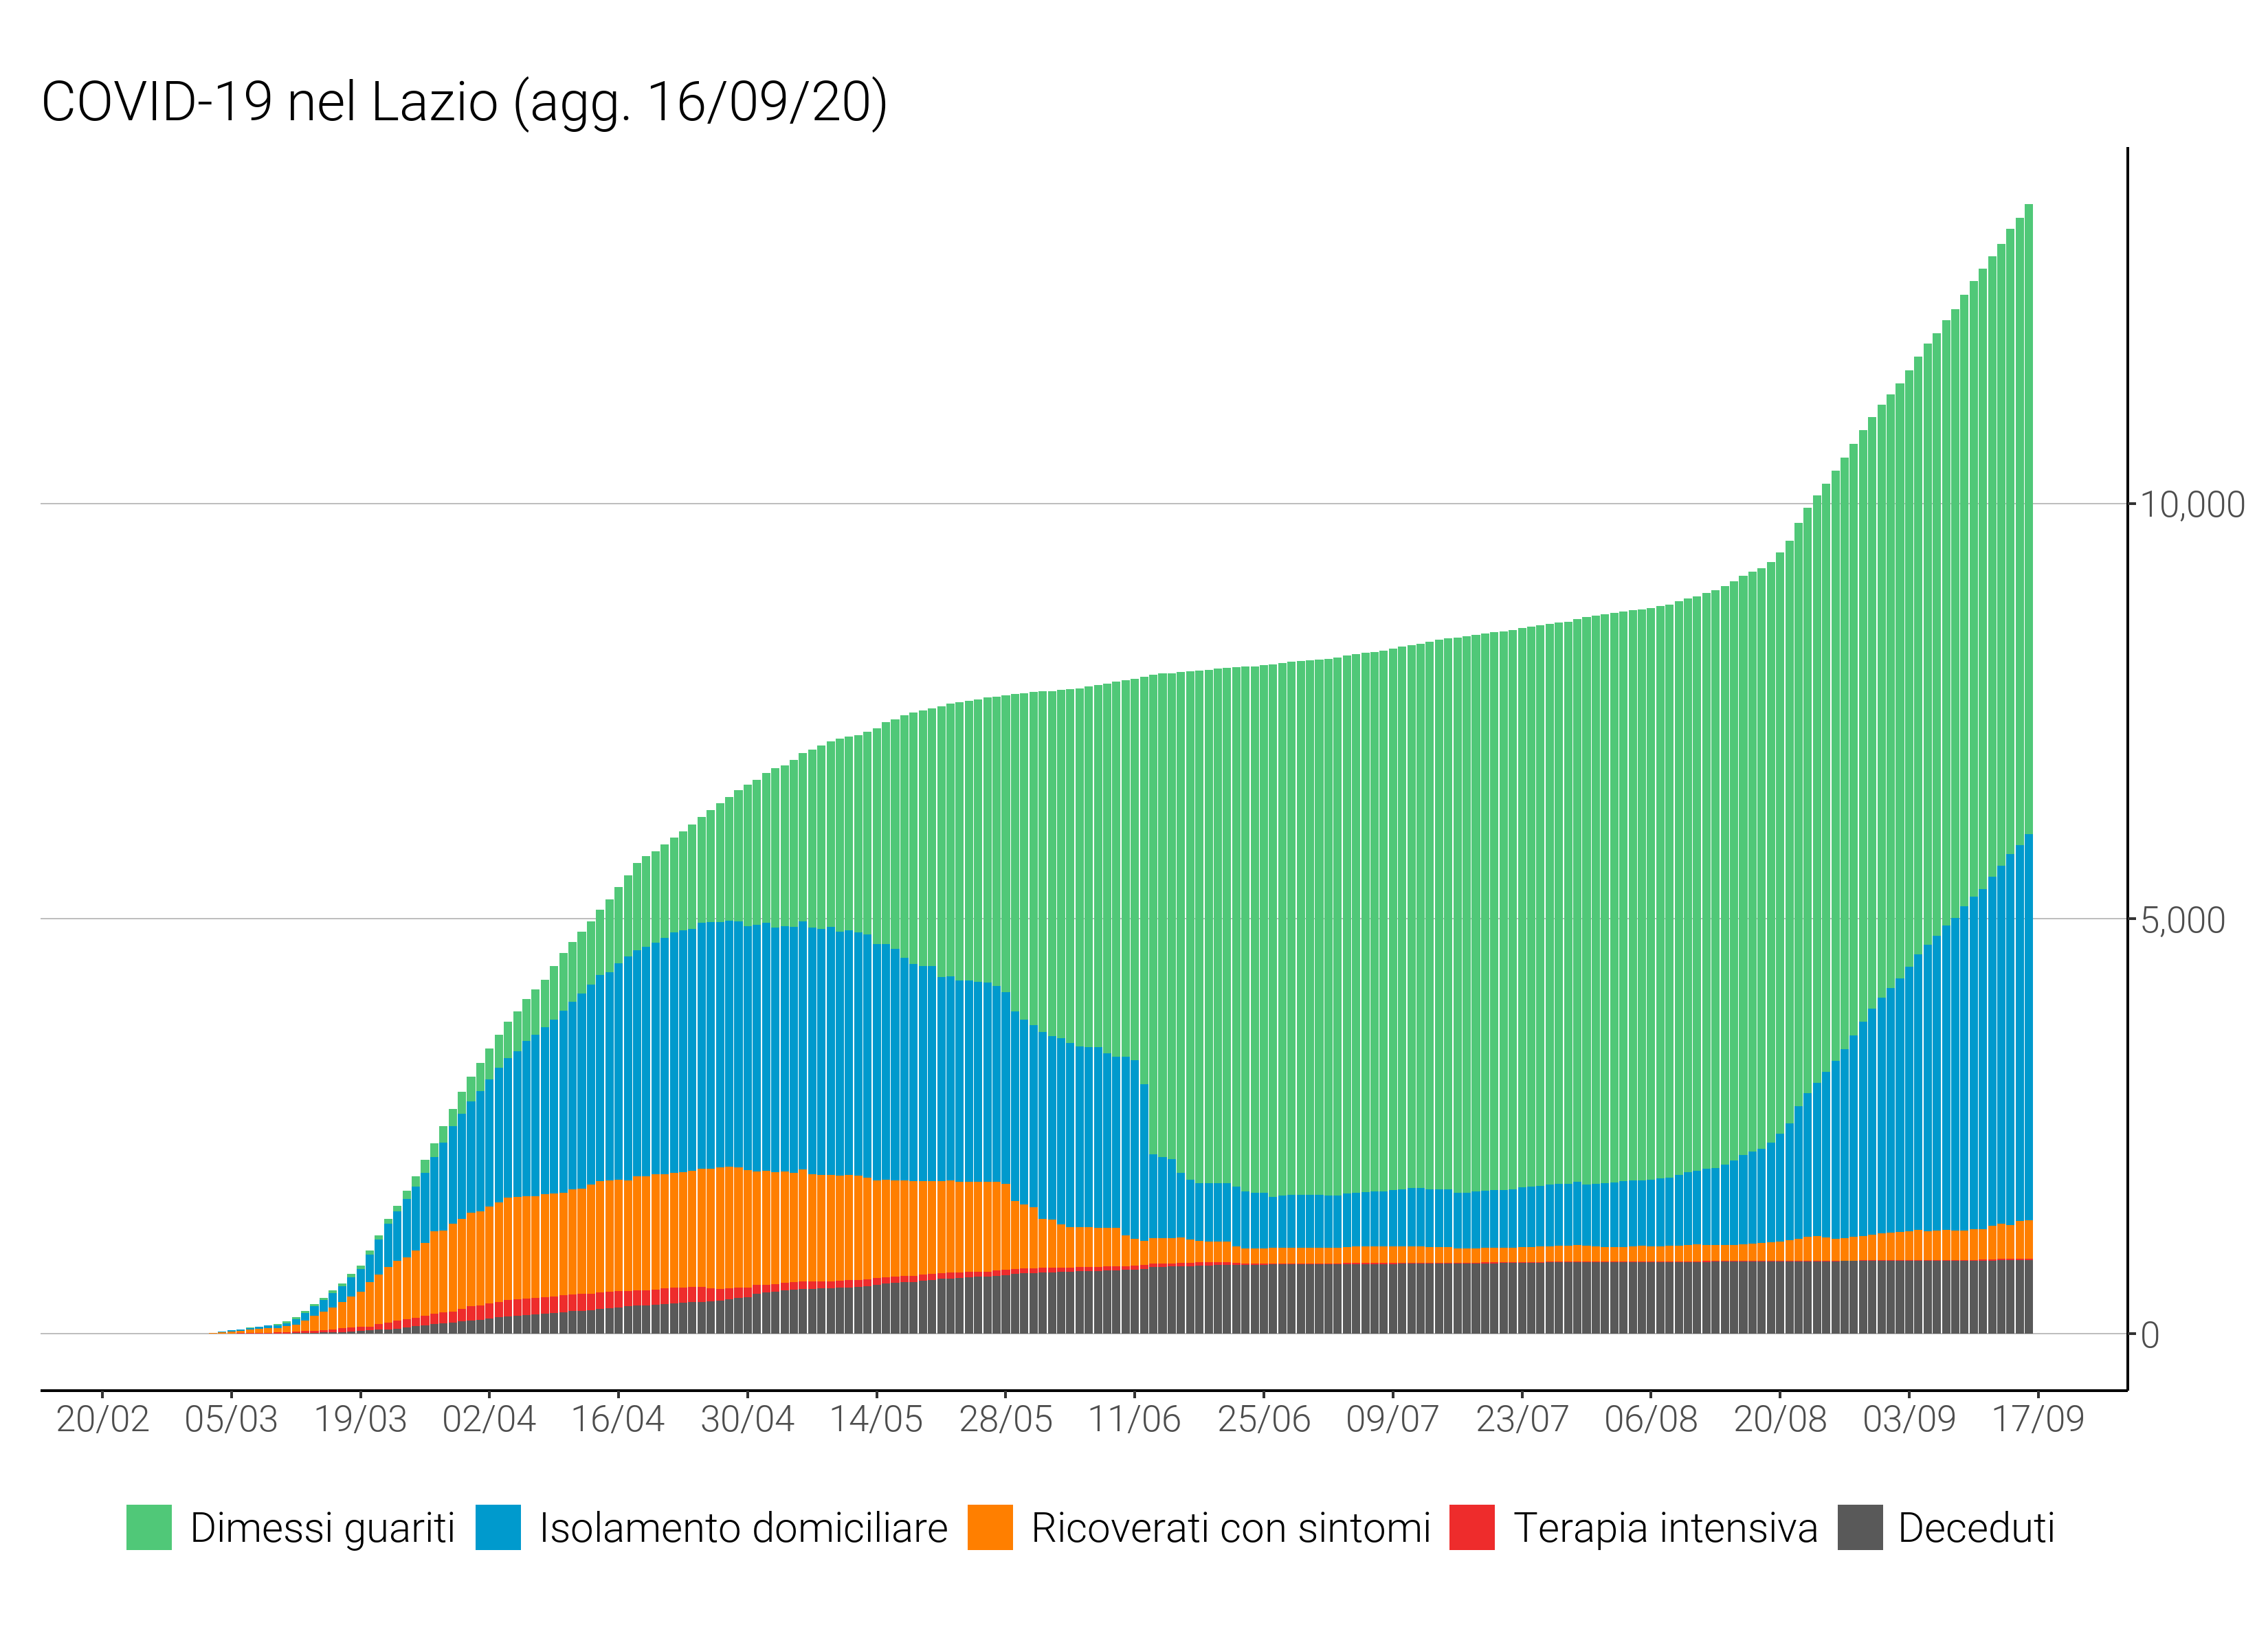 COVID-19 nel Lazio (agg. 16/09/20)
10,000
5,000
0
20/02 05/03 19/03 02/04 16/04 30/04 14/05 28/05 11/06 25/06 09/07 23/07 06/08 20/08 03/09 17/09
Dimessi guariti Isolamento domiciliare Ricoverati con sintomi Terapia intensiva Deceduti